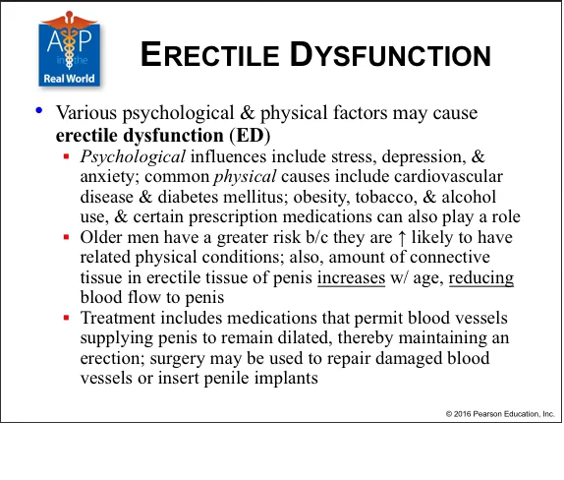 A&P
in the
Real World
ERECTILE DYSFUNCTION
• Various psychological & physical factors may cause
erectile dysfunction (ED)
▪ Psychological influences include stress, depression, &
anxiety; common physical causes include cardiovascular
disease & diabetes mellitus; obesity, tobacco, & alcohol
use, & certain prescription medications can also play a role
▪ Older men have a greater risk b/c they are ↑ likely to have
related physical conditions; also, amount of connective
tissue in erectile tissue of penis increases w/ age, reducing
blood flow to penis
▪ Treatment includes medications that permit blood vessels
supplying penis to remain dilated, thereby maintaining an
erection; surgery may be used to repair damaged blood
vessels or insert penile implants
© 2016 Pearson Education, Inc.